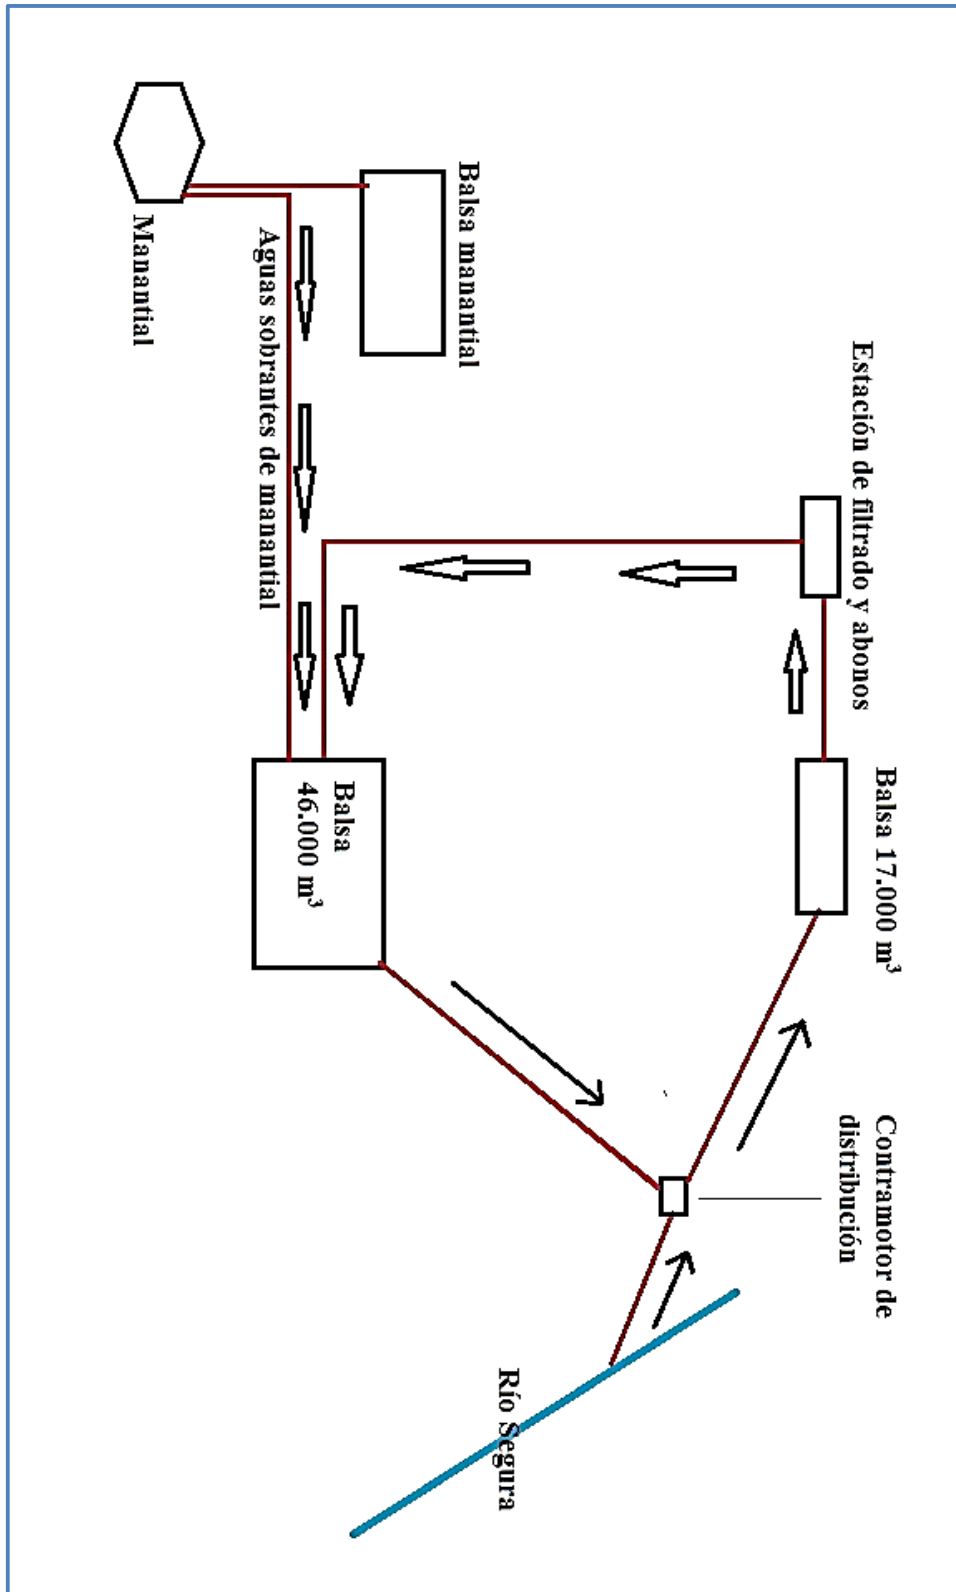 Estación de filtrado y abonos
Balsa 17.000 m³
Contramotor de
distribución
Balsa manantial
Río Segura
Balsa
46.000 m³
Aguas sobrantes de manantial
Manantial